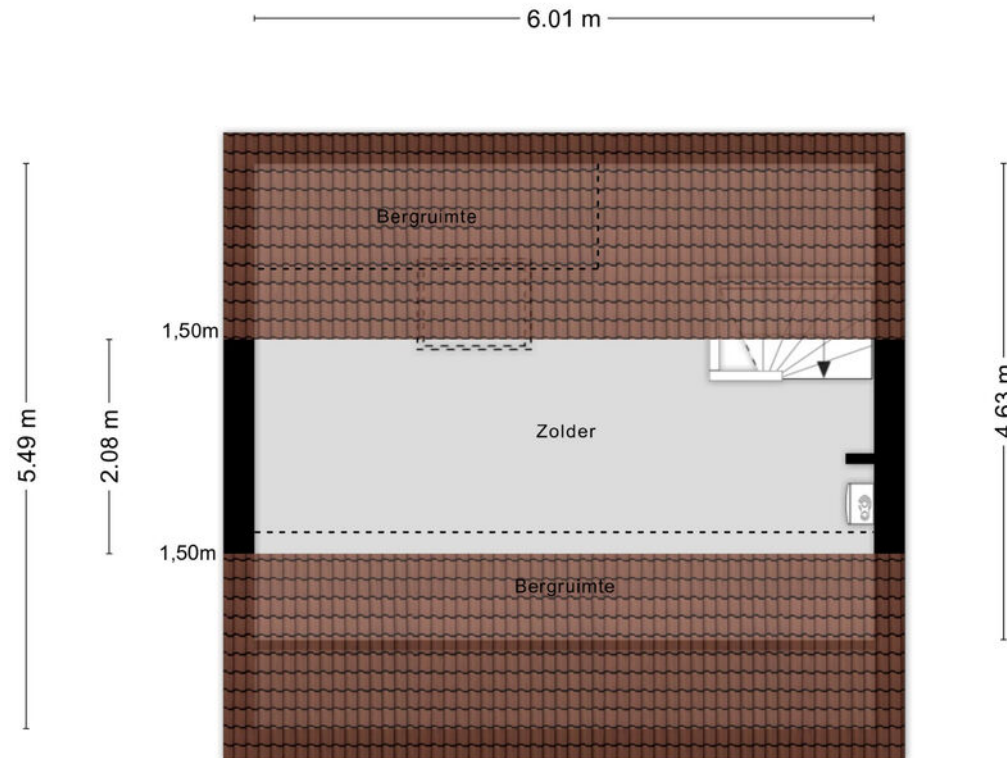 6.01 m
Bergruimte
1,50m
5.49 m
2.08 m
Zolder
4.63 m
1,50m
Bergruimte